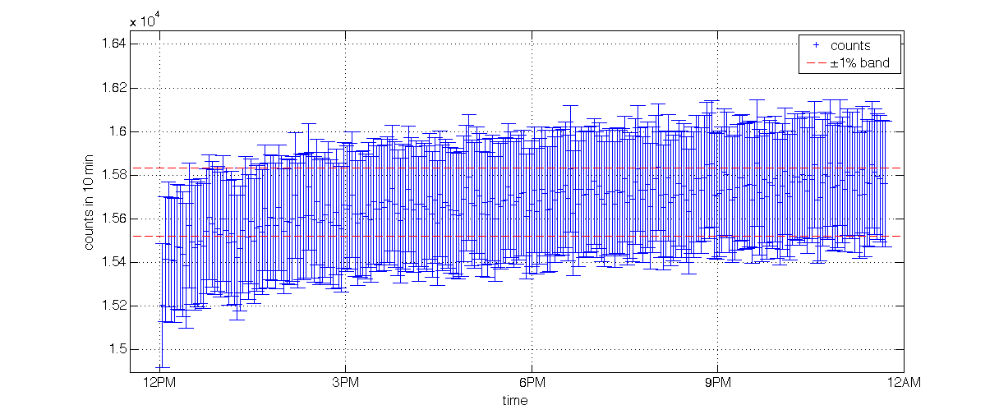 x 10^4
1.64
1.62
1.6
1.58
1.56
1.54
1.52
1.5
counts in 10 min
12PM
3PM
6PM
9PM
12AM
time
counts
±1% band